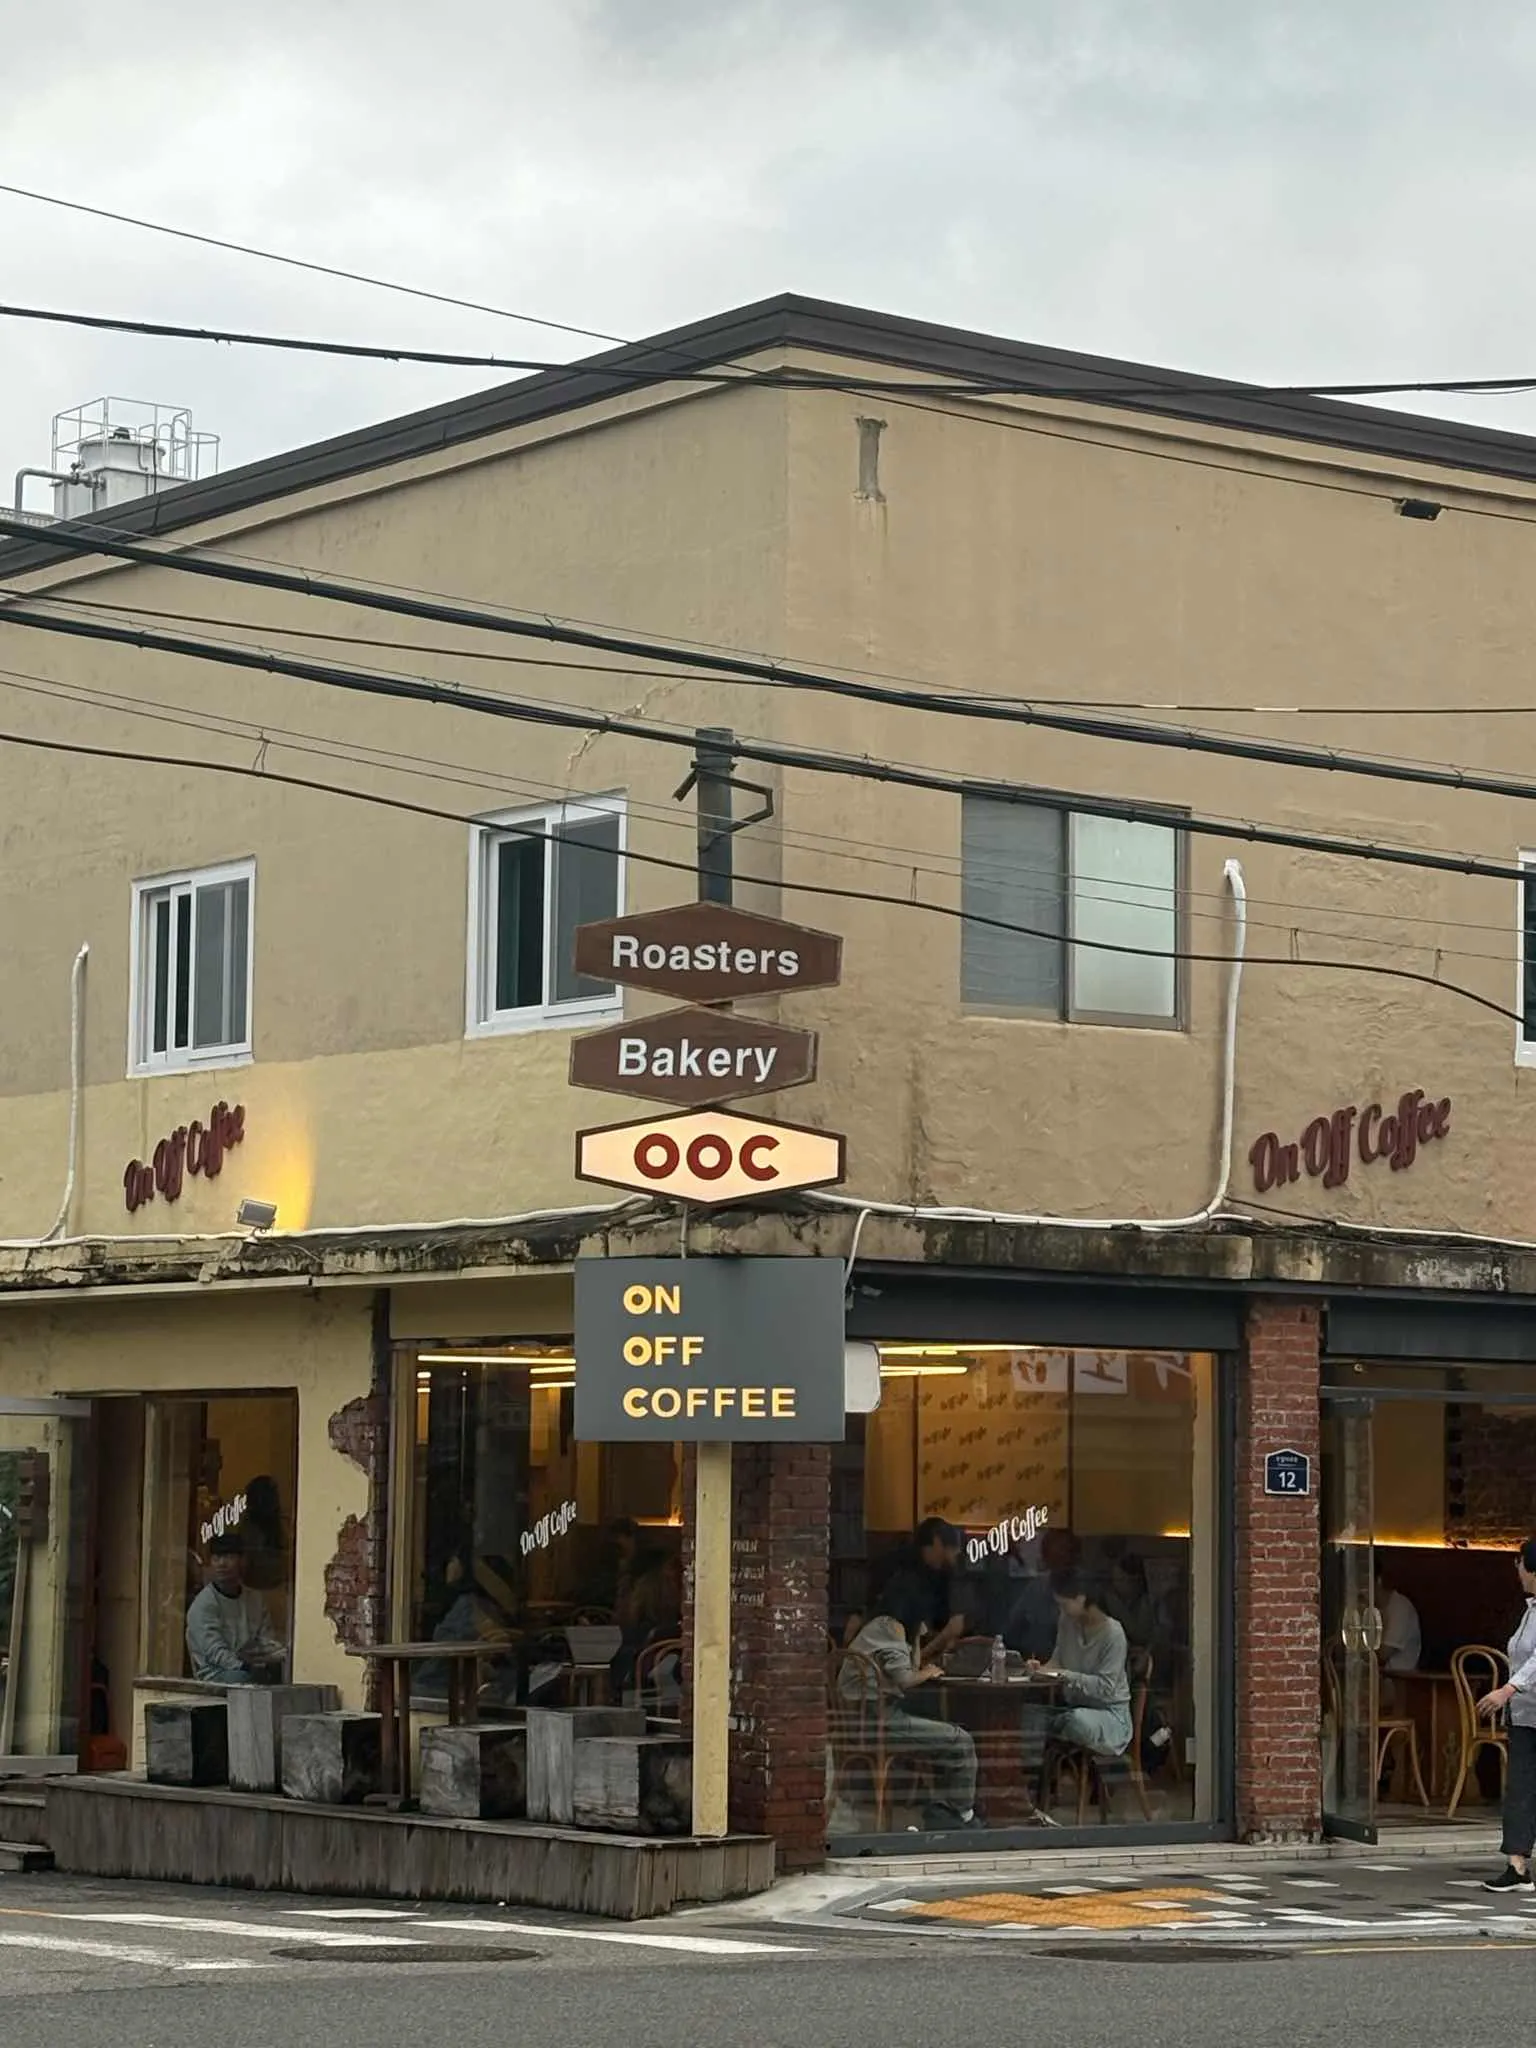 Roasters
Bakery
OOC
On Off Coffee
On Off Coffee
ON
OFF
COFFEE
On Off Coffee
On Off Coffee
On Off Coffee
12